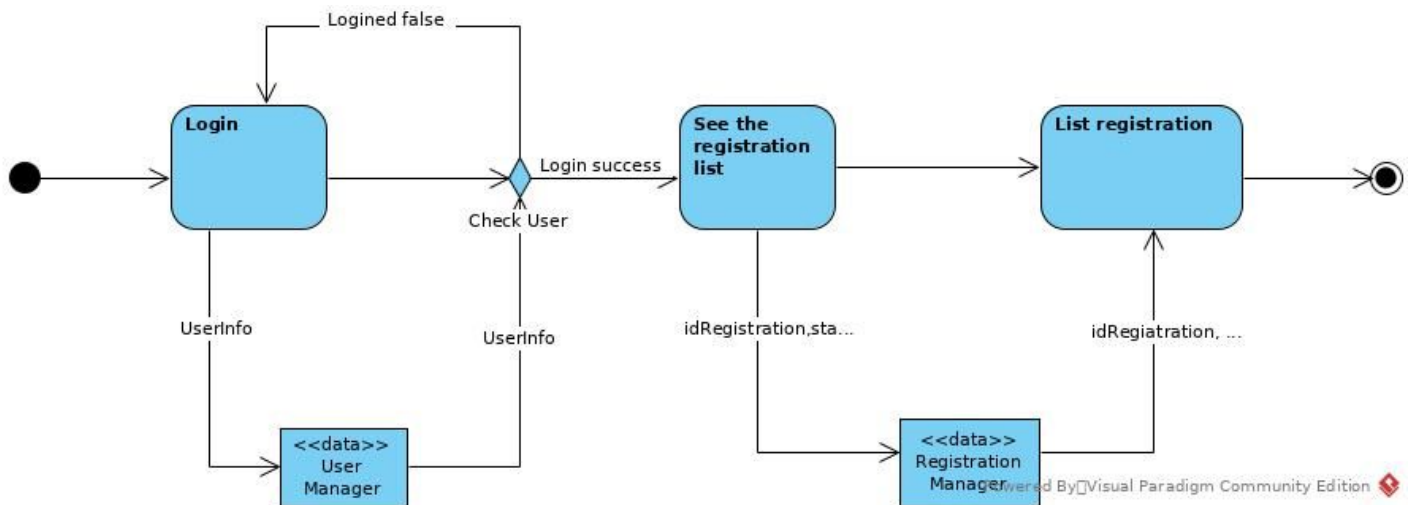 Logined false
Login
See the
registration
list
List registration
Login success
Check User
UserInfo
UserInfo
idRegistration,sta...
idRegiatration, ...
<<data>>
User
Manager
<<data>>
Registration
Manager
Powered By Visual Paradigm Community Edition